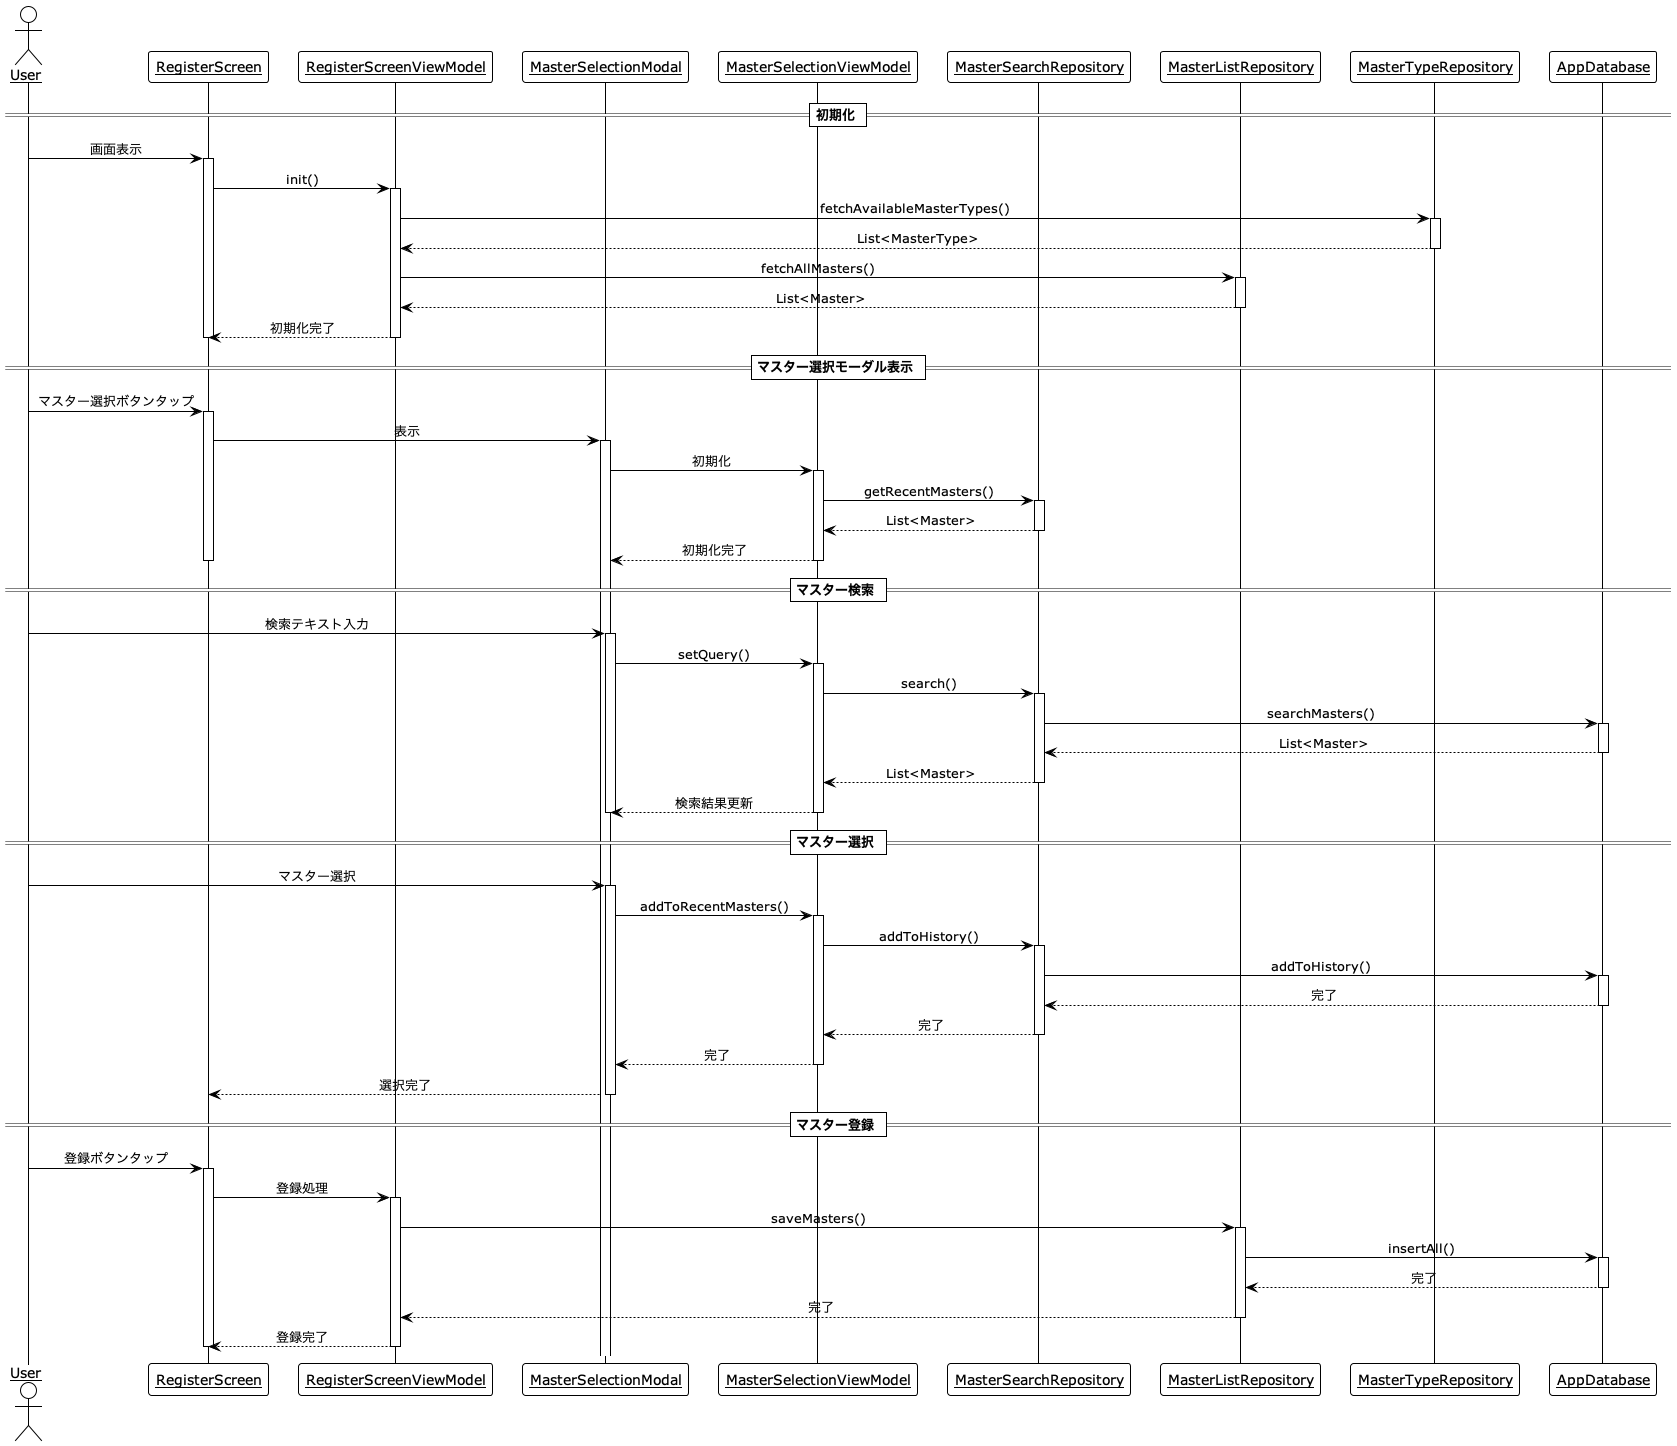 User
RegisterScreen
RegisterScreenViewModel
MasterSelectionModal
MasterSelectionViewModel
MasterSearchRepository
MasterListRepository
MasterTypeRepository
AppDatabase
初期化
画面表示
init()
fetchAvailableMasterTypes()
List<MasterType>
fetchAllMasters()
List<Master>
初期化完了
マスター選択モーダル表示
マスター選択ボタンタップ
表示
初期化
getRecentMasters()
List<Master>
初期化完了
マスター検索
検索テキスト入力
setQuery()
search()
searchMasters()
List<Master>
List<Master>
検索結果更新
マスター選択
マスター選択
addToRecentMasters()
addToHistory()
addToHistory()
完了
完了
完了
選択完了
マスター登録
登録ボタンタップ
登録処理
saveMasters()
insertAll()
完了
完了
登録完了
User
RegisterScreen
RegisterScreenViewModel
MasterSelectionModal
MasterSelectionViewModel
MasterSearchRepository
MasterListRepository
MasterTypeRepository
AppDatabase